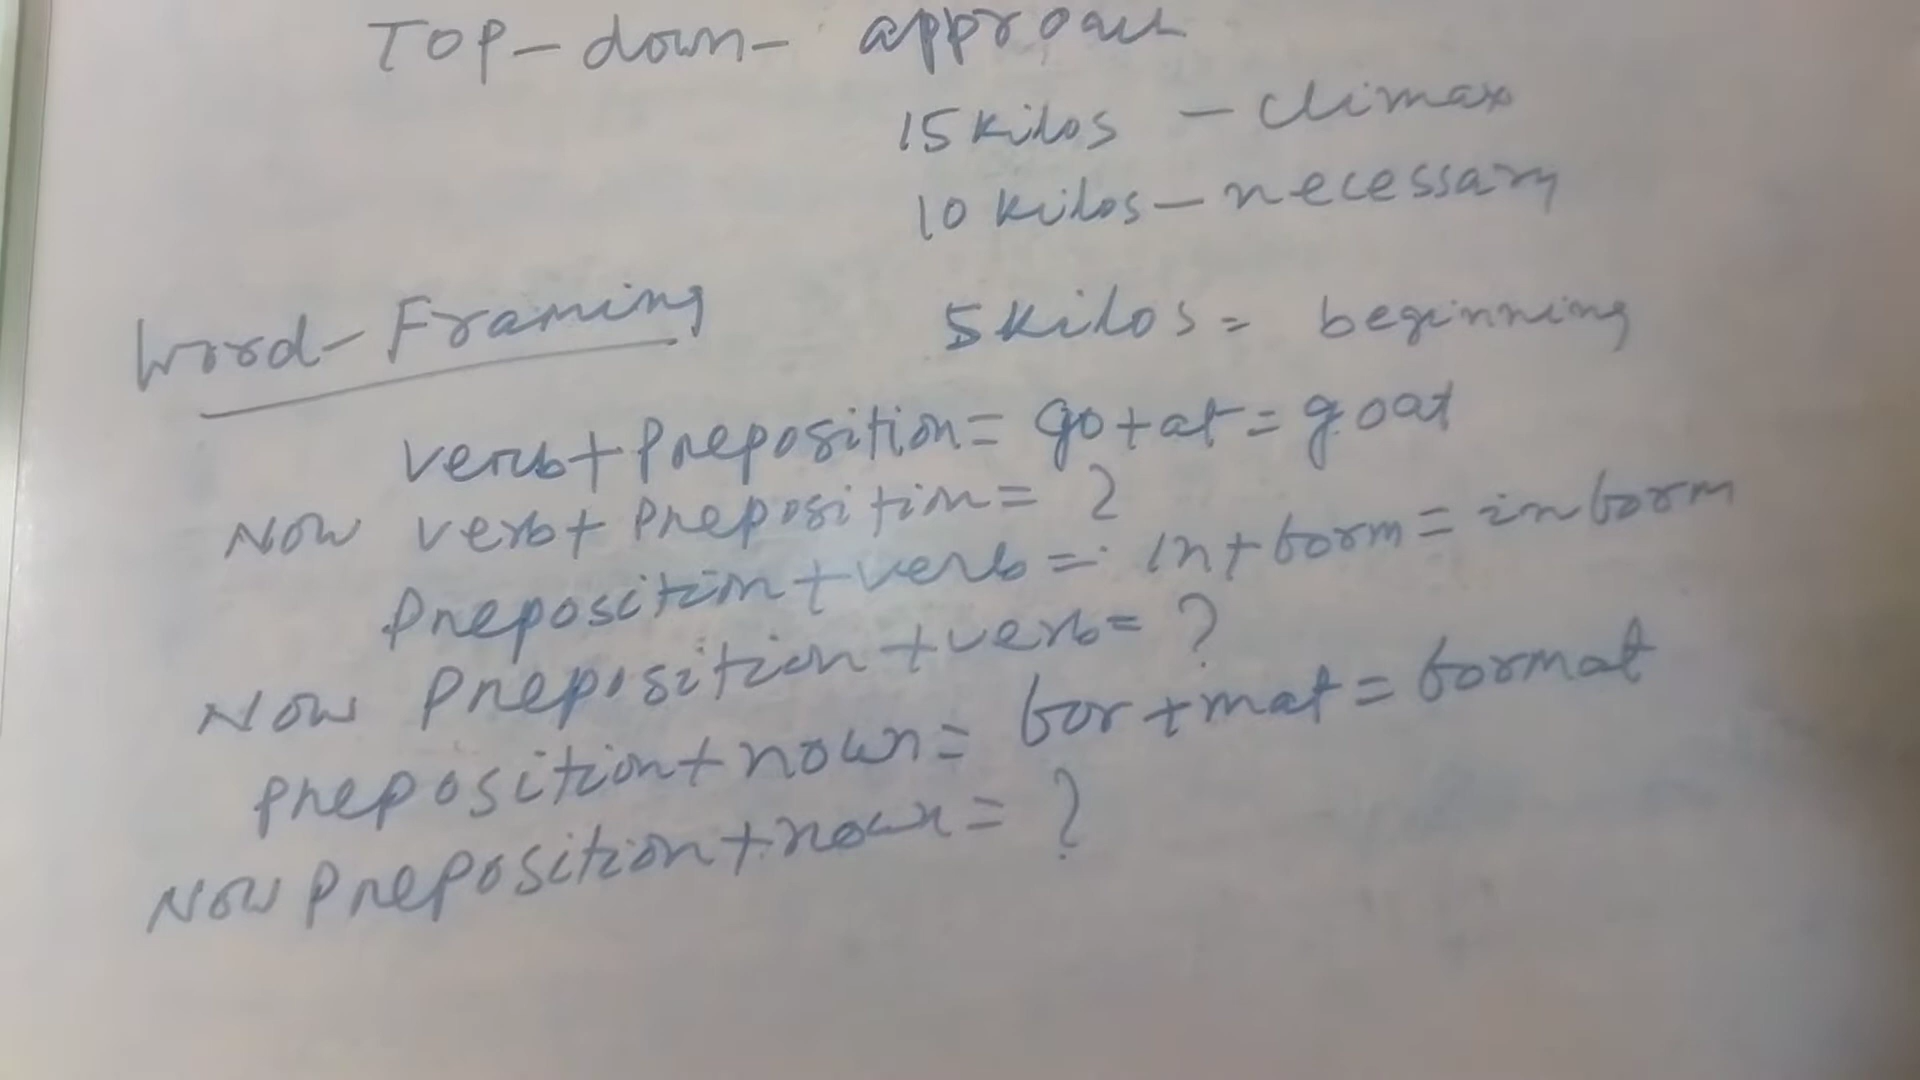 TOP-down- approach
15 kilos - climax
10 kilos - necessary
Word-Framing
5 kilos = beginning
verb + preposition = go + at = goat
Now verb + preposition = ?
Preposition + verb = in + form = inform
Now Preposition + verb = ?
preposition + noun = for + mat = format
Now preposition + noun = ?